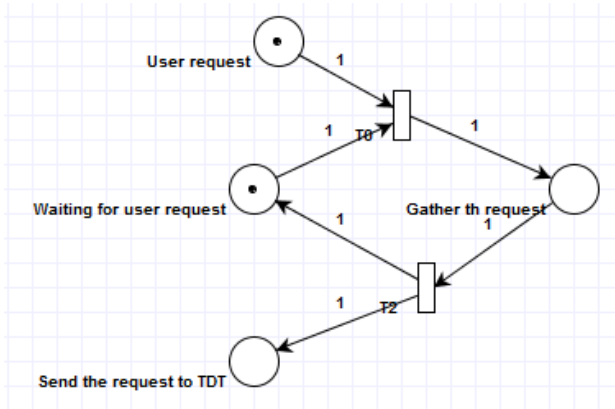 User request
1
1
T0
1
Waiting for user request
Gather th request
1
1
1
T2
Send the request to TDT